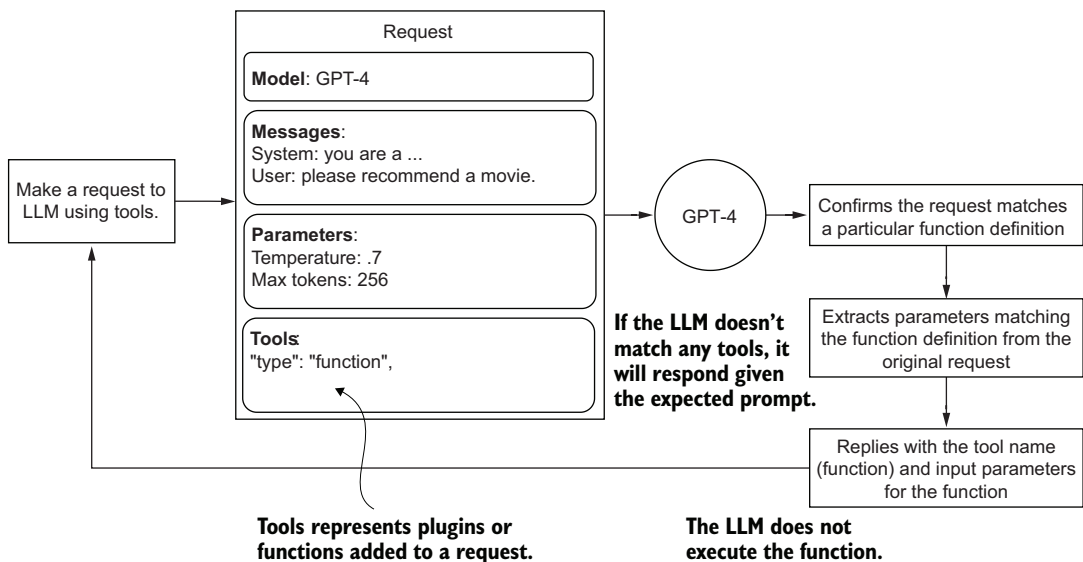 Request
Model: GPT-4
Messages:
System: you are a ...
User: please recommend a movie.
Make a request to
LLM using tools.
Parameters:
Temperature: .7
Max tokens: 256
Tools:
"type": "function",
GPT-4
Confirms the request matches
a particular function definition
Extracts parameters matching
the function definition from the
original request
If the LLM doesn't
match any tools, it
will respond given
the expected prompt.
Replies with the tool name
(function) and input parameters
for the function
Tools represents plugins or
functions added to a request.
The LLM does not
execute the function.